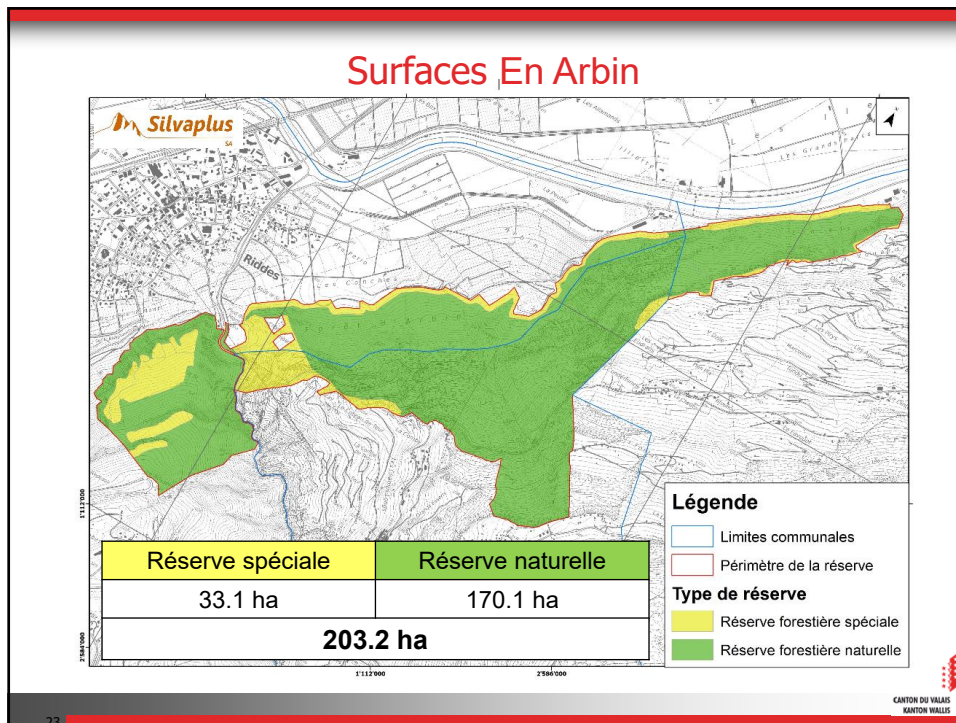 Surfaces En Arbin
Silvaplus
SA
Riddes
1'112'000
2'584'000
Réserve spéciale
Réserve naturelle
33.1 ha
170.1 ha
203.2 ha
Légende
Limites communales
Périmètre de la réserve
Type de réserve
Réserve forestière spéciale
Réserve forestière naturelle
1'112'000
2'586'000
CANTON DU VALAIS
KANTON WALLIS
23